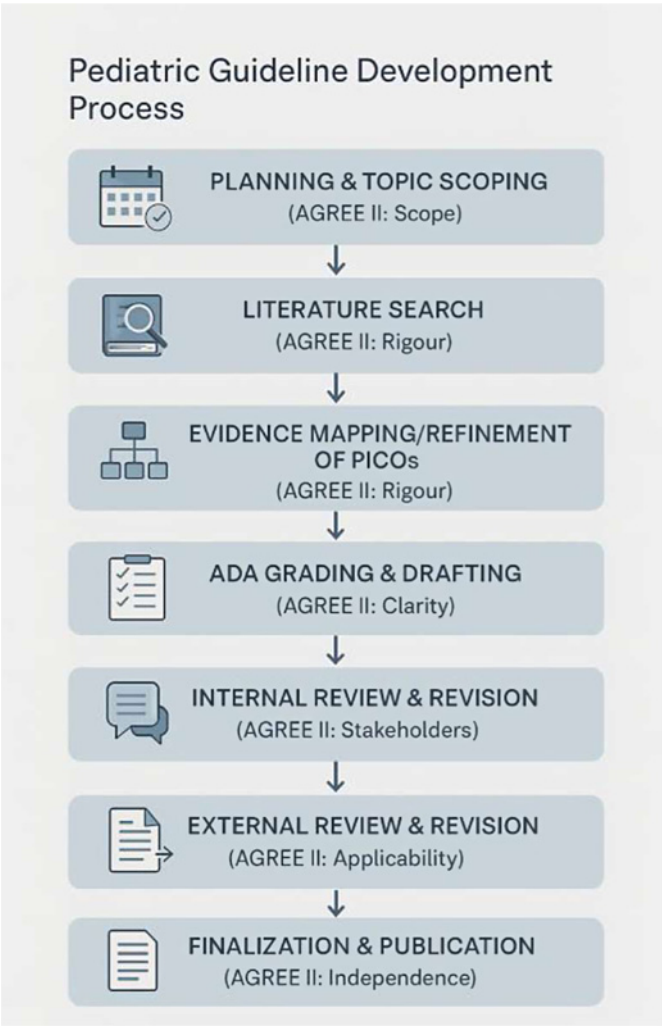 Pediatric Guideline Development
Process
PLANNING & TOPIC SCOPING
(AGREE II: Scope)
LITERATURE SEARCH
(AGREE II: Rigour)
EVIDENCE MAPPING/REFINEMENT
OF PICOs
(AGREE II: Rigour)
ADA GRADING & DRAFTING
(AGREE II: Clarity)
INTERNAL REVIEW & REVISION
(AGREE II: Stakeholders)
EXTERNAL REVIEW & REVISION
(AGREE II: Applicability)
FINALIZATION & PUBLICATION
(AGREE II: Independence)